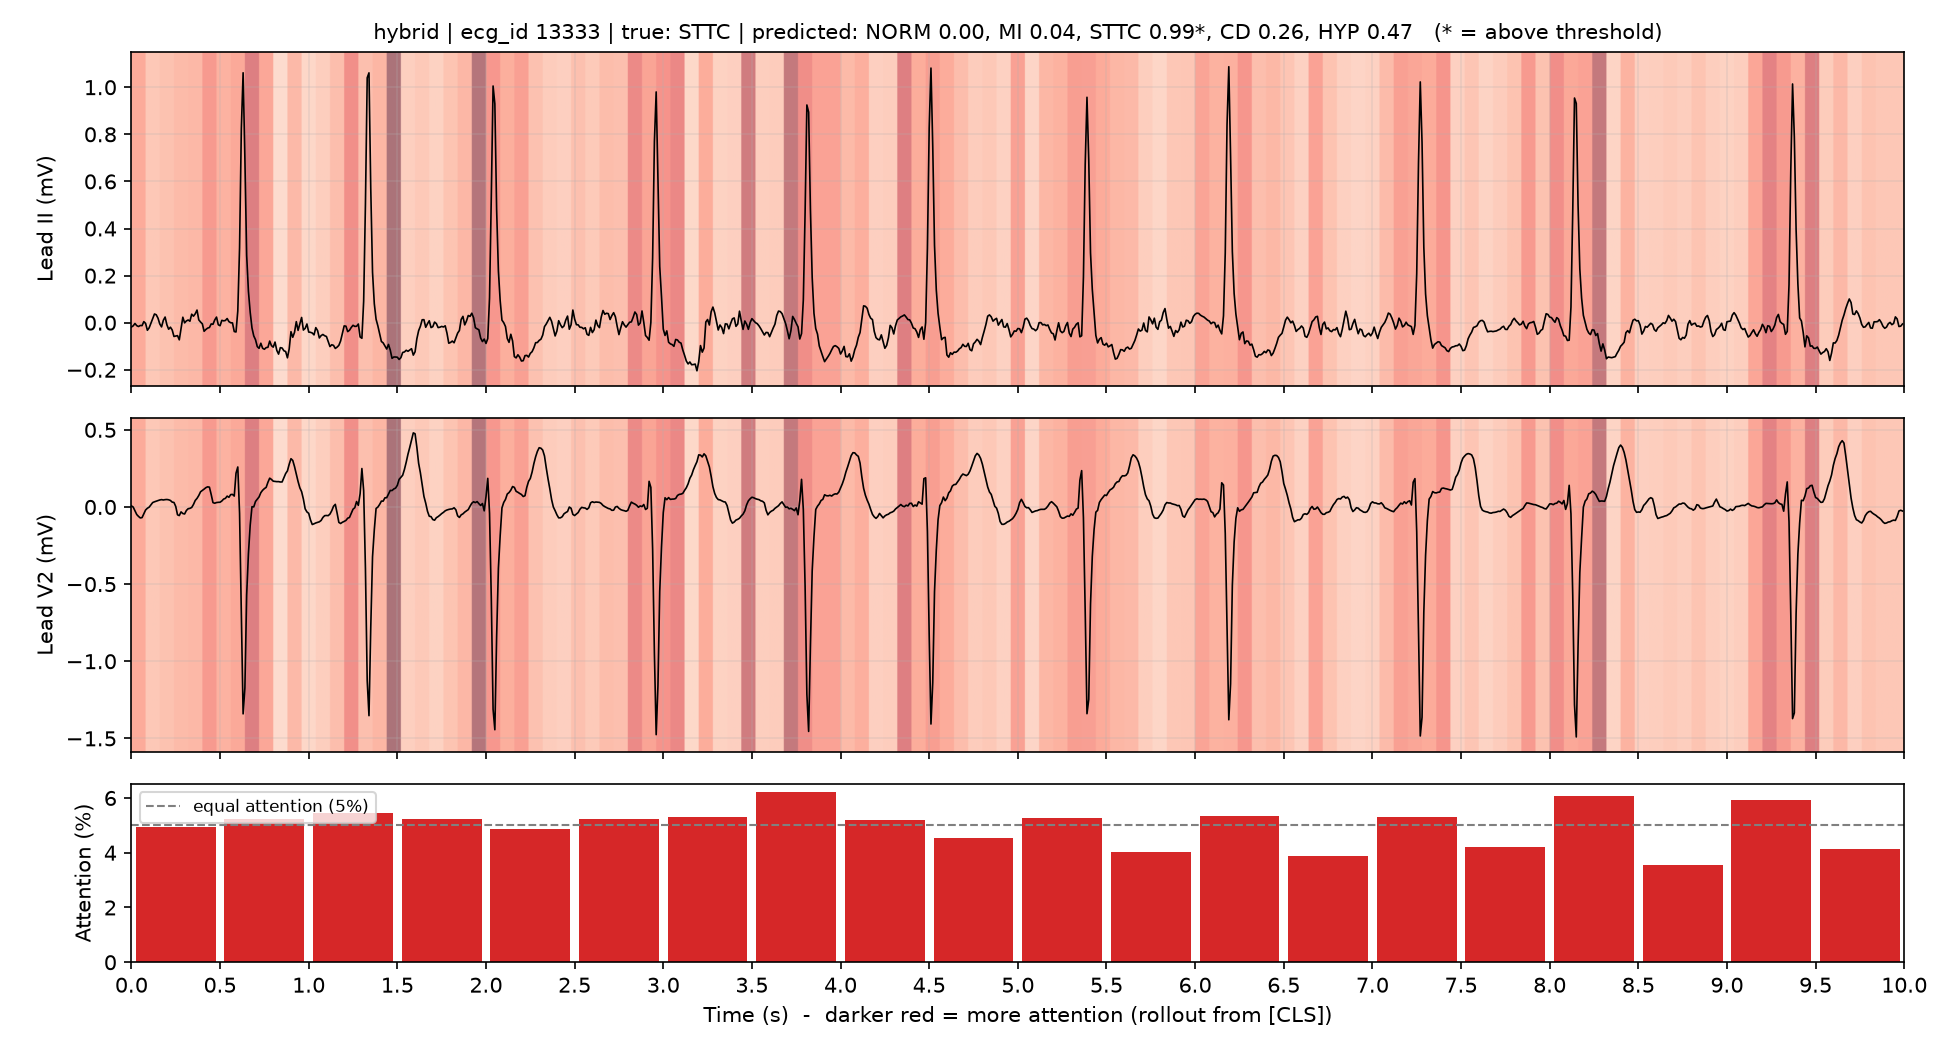 hybrid | ecg_id 13333 | true: STTC | predicted: NORM 0.00, MI 0.04, STTC 0.99*, CD 0.26, HYP 0.47   (* = above threshold)
1.0
0.8
0.6
0.4
0.2
0.0
−0.2
Lead II (mV)
0.5
0.0
−0.5
−1.0
−1.5
Lead V2 (mV)
equal attention (5%)
6
4
2
0
Attention (%)
0.0 0.5 1.0 1.5 2.0 2.5 3.0 3.5 4.0 4.5 5.0 5.5 6.0 6.5 7.0 7.5 8.0 8.5 9.0 9.5 10.0
Time (s)  -  darker red = more attention (rollout from [CLS])